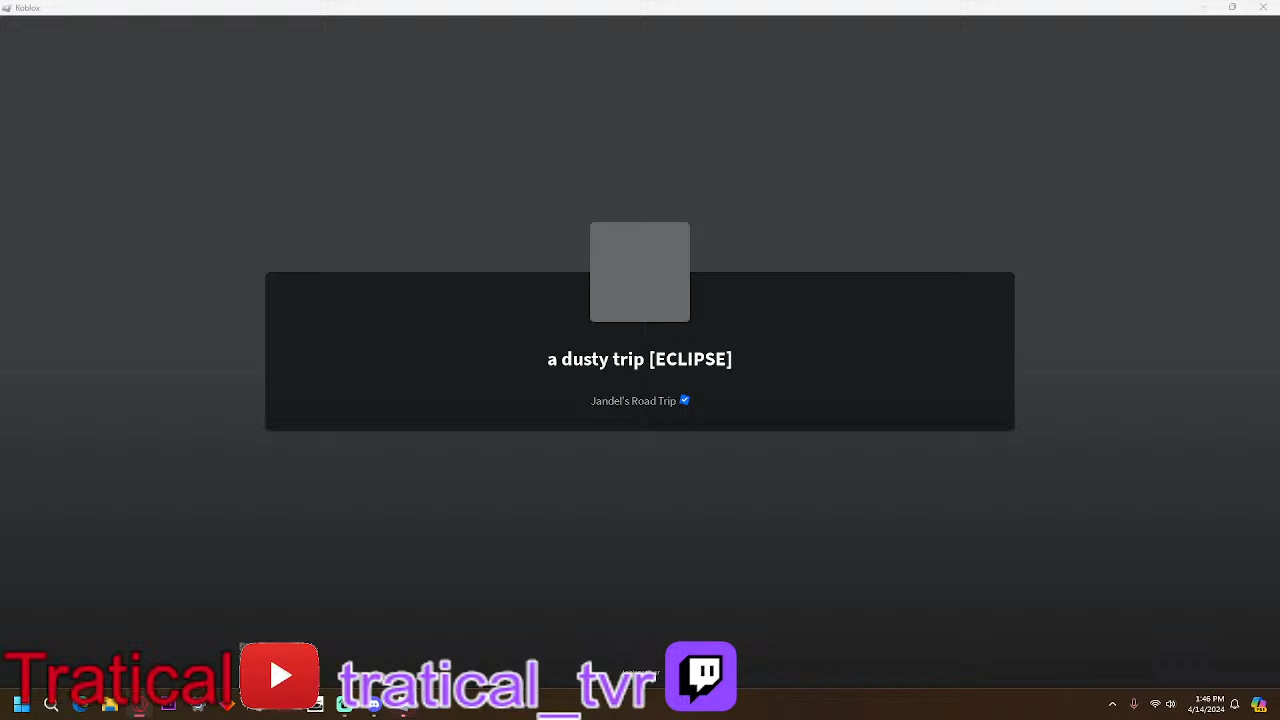 Roblox
a dusty trip [ECLIPSE]
Jandel's Road Trip
Tratical
tratical_tvr
1:46 PM
4/14/2024